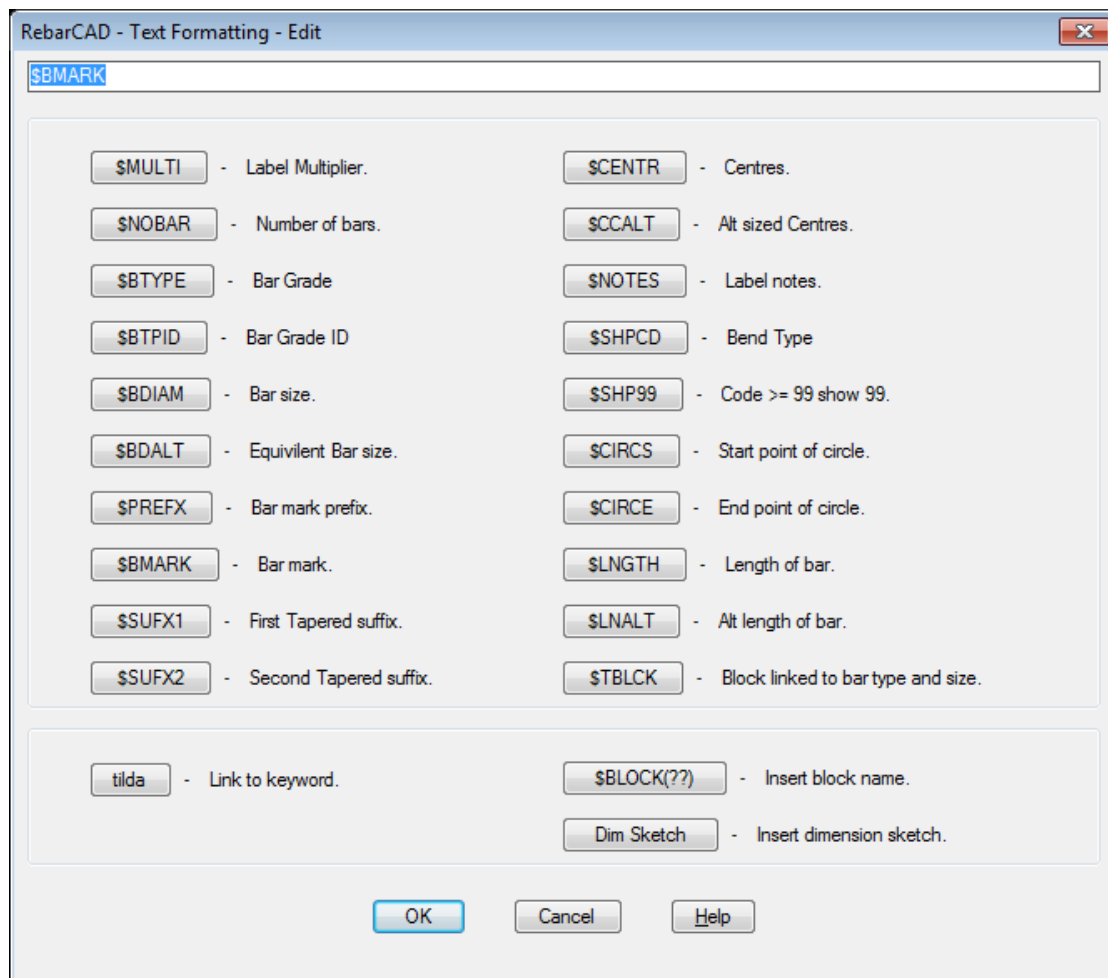 RebarCAD - Text Formatting - Edit
$BMARK
$MULTI - Label Multiplier. $CENTR - Centres.
$NOBAR - Number of bars. $CCALT - Alt sized Centres.
$BTYPE - Bar Grade $NOTES - Label notes.
$BTPID - Bar Grade ID $SHPCD - Bend Type
$BDIAM - Bar size. $SHP99 - Code >= 99 show 99.
$BDALT - Equivilent Bar size. $CIRCS - Start point of circle.
$PREFX - Bar mark prefix. $CIRCE - End point of circle.
$BMARK - Bar mark. $LNGTH - Length of bar.
$SUFX1 - First Tapered suffix. $LNALT - Alt length of bar.
$SUFX2 - Second Tapered suffix. $TBLCK - Block linked to bar type and size.
tilda - Link to keyword. $BLOCK(??) - Insert block name.
Dim Sketch - Insert dimension sketch.
OK Cancel Help